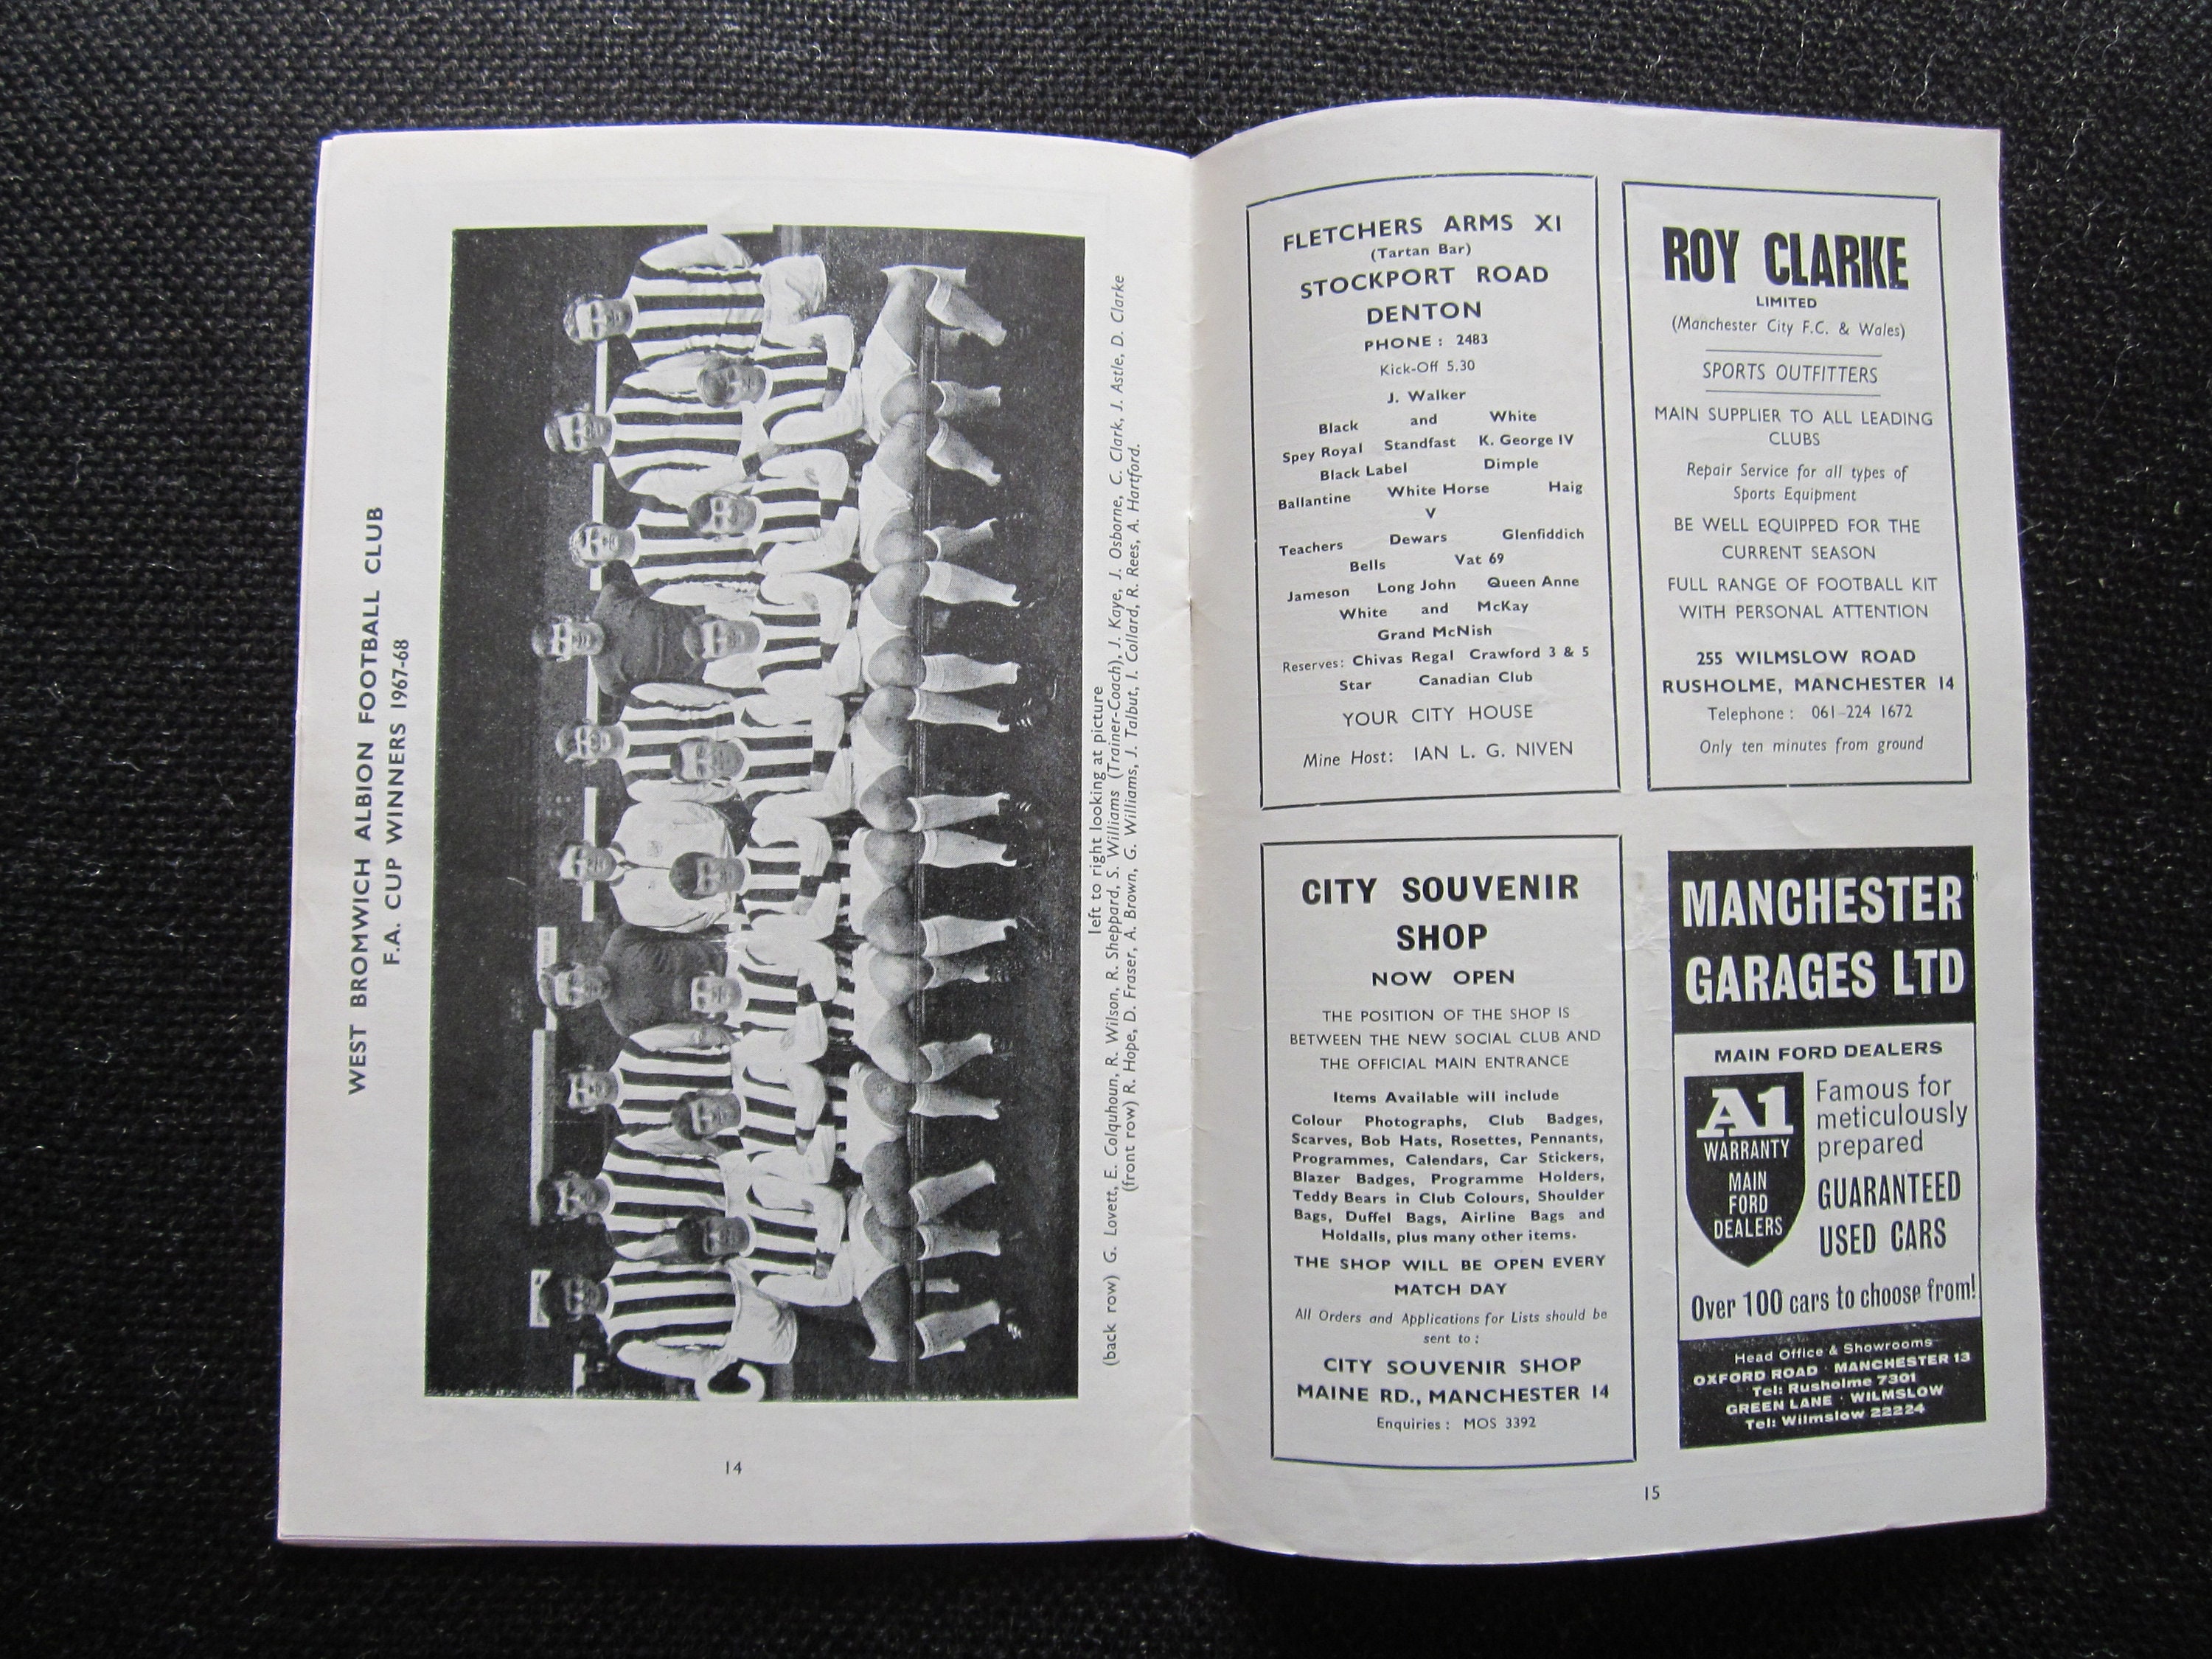 WEST BROMWICH ALBION FOOTBALL CLUB
F.A. CUP WINNERS 1967-68
left to right looking at picture
(back row) G. Lovett, E. Colquhoun, R. Wilson, R. Sheppard, S. Williams (Trainer-Coach), J. Kaye, J. Osborne, C. Clark, J. Astle, D. Clarke
(front row) R. Hope, D. Fraser, A. Brown, G. Williams, J. Talbut, I. Collard, R. Rees, A. Hartford.
14
FLETCHERS ARMS XI
(Tartan Bar)
STOCKPORT ROAD
DENTON
PHONE : 2483
Kick-Off 5.30
J. Walker
Black and White
Spey Royal Standfast K. George IV
Black Label Dimple
Ballantine White Horse Haig
V
Teachers Dewars Glenfiddich
Bells Vat 69
Jameson Long John Queen Anne
White and McKay
Grand McNish
Reserves: Chivas Regal Crawford 3 & 5
Star Canadian Club
YOUR CITY HOUSE
Mine Host: IAN L. G. NIVEN
ROY CLARKE
LIMITED
(Manchester City F.C. & Wales)
SPORTS OUTFITTERS
MAIN SUPPLIER TO ALL LEADING
CLUBS
Repair Service for all types of
Sports Equipment
BE WELL EQUIPPED FOR THE
CURRENT SEASON
FULL RANGE OF FOOTBALL KIT
WITH PERSONAL ATTENTION
255 WILMSLOW ROAD
RUSHOLME, MANCHESTER 14
Telephone : 061-224 1672
Only ten minutes from ground
CITY SOUVENIR
SHOP
NOW OPEN
THE POSITION OF THE SHOP IS
BETWEEN THE NEW SOCIAL CLUB AND
THE OFFICIAL MAIN ENTRANCE
Items Available will include
Colour Photographs, Club Badges,
Scarves, Bob Hats, Rosettes, Pennants,
Programmes, Calendars, Car Stickers,
Blazer Badges, Programme Holders,
Teddy Bears in Club Colours, Shoulder
Bags, Duffel Bags, Airline Bags and
Holdalls, plus many other items.
THE SHOP WILL BE OPEN EVERY
MATCH DAY
All Orders and Applications for Lists should be
sent to :
CITY SOUVENIR SHOP
MAINE RD., MANCHESTER 14
Enquiries : MOS 3392
MANCHESTER
GARAGES LTD
MAIN FORD DEALERS
A1
WARRANTY
MAIN
FORD
DEALERS
Famous for
meticulously
prepared
GUARANTEED
USED CARS
Over 100 cars to choose from!
Head Office & Showrooms
OXFORD ROAD · MANCHESTER 13
Tel: Rusholme 7301
GREEN LANE · WILMSLOW
Tel: Wilmslow 22224
15